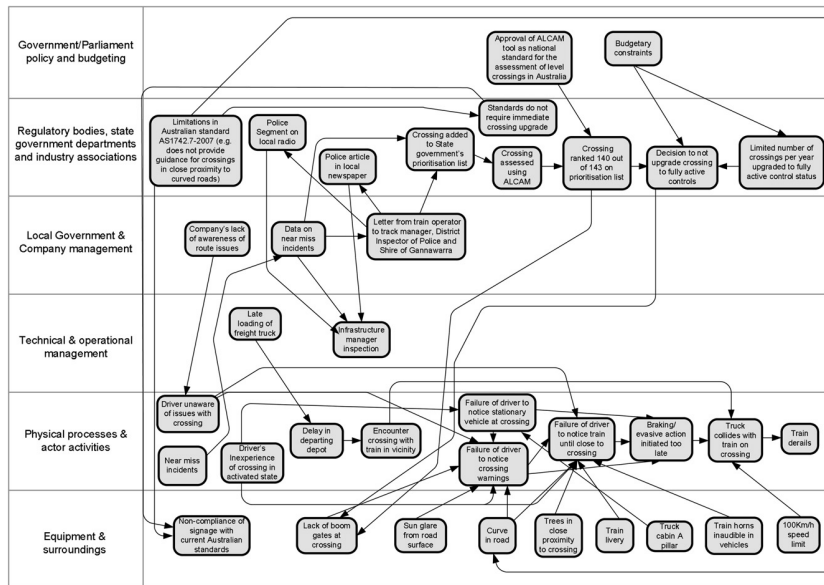 Government/Parliament
policy and budgeting
Approval of ALCAM
tool as national
standard for the
assessment of level
crossings in Australia
Budgetary
constraints
Regulatory bodies, state
government departments
and industry associations
Limitations in
Australian standard
AS1742.7-2007 (e.g.
does not provide
guidance for crossings
in close proximity to
curved roads)
Police
Segment on
local radio
Police article in
local
newspaper
Crossing added
to State
government's
prioritisation list
Standards do not
require immediate
crossing upgrade
Crossing
assessed
using
ALCAM
Crossing
ranked 140 out
of 143 on
prioritisation list
Decision to not
upgrade crossing
to fully active
controls
Limited number of
crossings per year
upgraded to fully
active control status
Local Government &
Company management
Company's lack
of awareness of
route issues
Data on
near miss
incidents
Letter from train operator
to track manager, District
Inspector of Police and
Shire of Gannawarra
Technical & operational
management
Late
loading of
freight truck
Infrastructure
manager
inspection
Physical processes &
actor activities
Driver unaware
of issues with
crossing
Near miss
incidents
Driver's
Inexperience
of crossing in
activated state
Delay in
departing
depot
Encounter
crossing with
train in vicinity
Failure of driver to
notice stationary
vehicle at crossing
Failure of driver
to notice
crossing
warnings
Failure of driver
to notice train
until close to
crossing
Braking/
evasive action
initiated too
late
Truck
collides with
train on
crossing
Train
derails
Equipment &
surroundings
Non-compliance of
signage with
current Australian
standards
Lack of boom
gates at
crossing
Sun glare
from road
surface
Curve
in road
Trees in
close
proximity
to crossing
Train
livery
Truck
cabin A
pillar
Train horns
inaudible in
vehicles
100Km/h
speed
limit